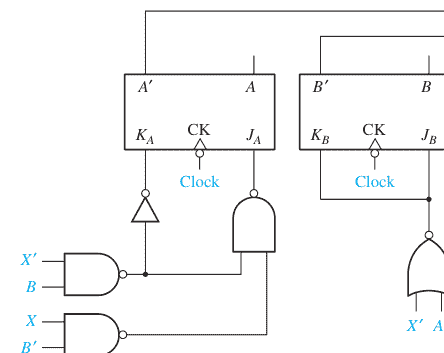 A′ A B′ B
K_A CK J_A K_B CK J_B
Clock Clock
X′
B
X
B′
X′ A